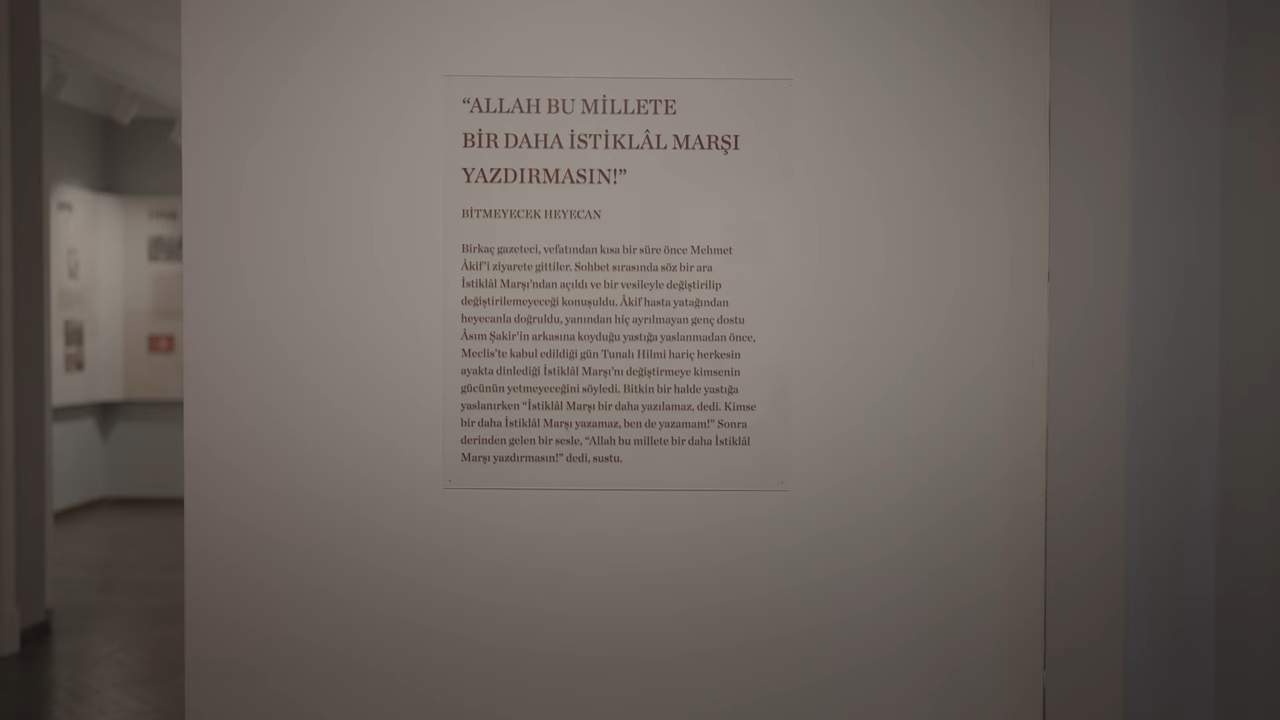 “ALLAH BU MİLLETE
BİR DAHA İSTİKLÂL MARŞI
YAZDIRMASIN!”
BİTMEYECEK HEYECAN
Birkaç gazeteci, vefatından kısa bir süre önce Mehmet
Âkif’i ziyarete gittiler. Sohbet sırasında söz bir ara
İstiklâl Marşı’ndan açıldı ve bir vesileyle değiştirilip
değiştirilemeyeceği konuşuldu. Âkif hasta yatağından
heyecanla doğruldu, yanından hiç ayrılmayan genç dostu
Âsım Şakir’in arkasına koyduğu yastığa yaslanmadan önce,
Meclis’te kabul edildiği gün Tunalı Hilmi hariç herkesin
ayakta dinlediği İstiklâl Marşı’nı değiştirmeye kimsenin
gücünün yetmeyeceğini söyledi. Bitkin bir halde yastığa
yaslanırken “İstiklâl Marşı bir daha yazılamaz, dedi. Kimse
bir daha İstiklâl Marşı yazamaz, ben de yazamam!” Sonra
derinden gelen bir sesle, “Allah bu millete bir daha İstiklâl
Marşı yazdırmasın!” dedi, sustu.